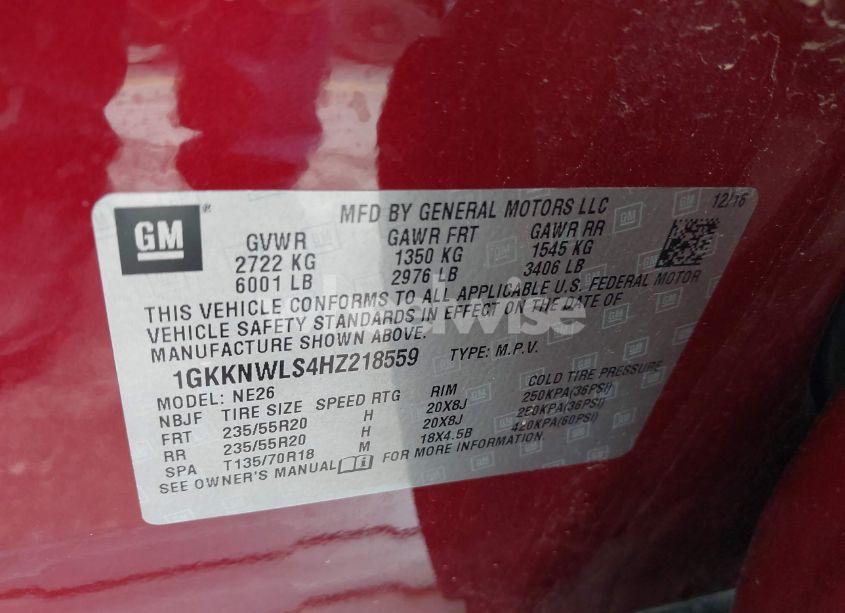 GM
MFD BY GENERAL MOTORS LLC 12/16
GVWR GAWR FRT GAWR RR
2722 KG 1350 KG 1545 KG
6001 LB 2976 LB 3406 LB
THIS VEHICLE CONFORMS TO ALL APPLICABLE U.S. FEDERAL MOTOR
VEHICLE SAFETY STANDARDS IN EFFECT ON THE DATE OF
MANUFACTURE SHOWN ABOVE.
1GKKNWLS4HZ218559 TYPE: M.P.V.
MODEL: NE26
NBJF TIRE SIZE SPEED RTG RIM COLD TIRE PRESSURE
FRT 235/55R20 H 20X8J 250KPA(36PSI)
RR 235/55R20 H 20X8J 250KPA(36PSI)
SPA T135/70R18 M 18X4.5B 420KPA(60PSI)
SEE OWNER'S MANUAL FOR MORE INFORMATION.